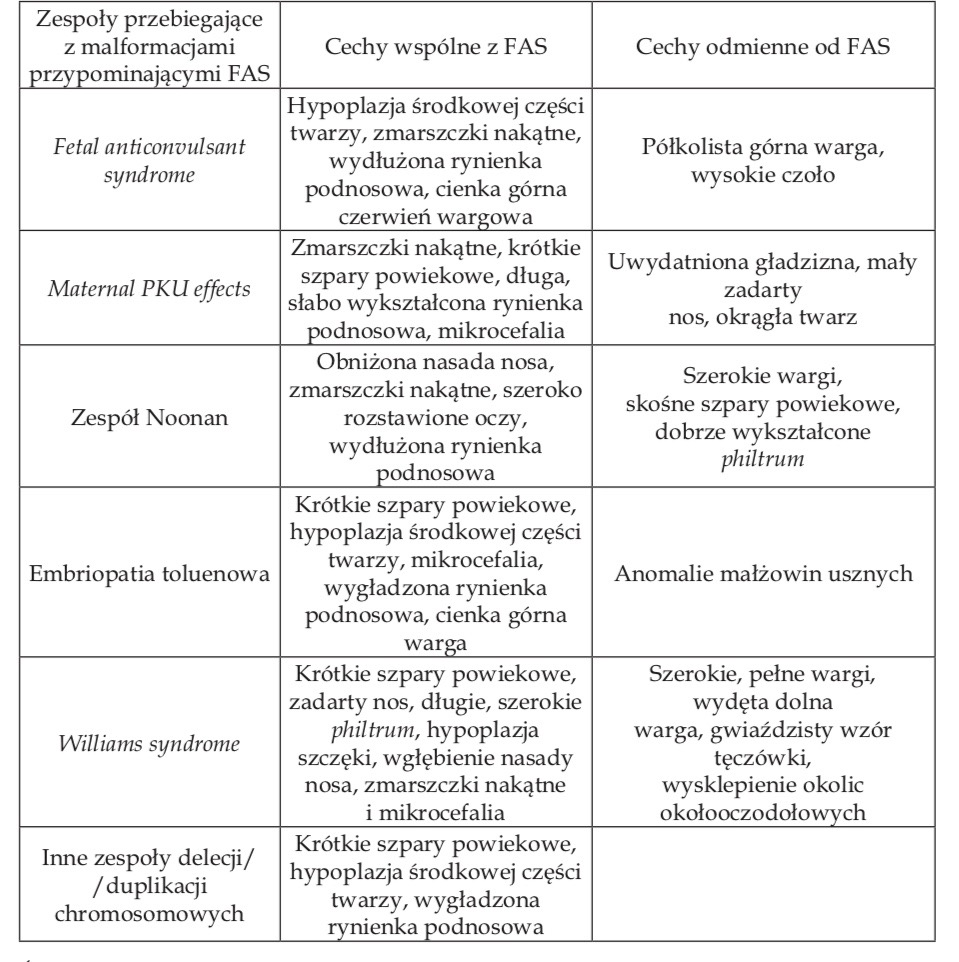 Zespoły przebiegające
z malformacjami
przypominającymi FAS
Cechy wspólne z FAS
Cechy odmienne od FAS
Fetal anticonvulsant
syndrome
Hypoplazja środkowej części
twarzy, zmarszczki nakątne,
wydłużona rynienka
podnosowa, cienka górna
czerwień wargowa
Półkolista górna warga,
wysokie czoło
Maternal PKU effects
Zmarszczki nakątne, krótkie
szpary powiekowe, długa,
słabo wykształcona rynienka
podnosowa, mikrocefalia
Uwydatniona gładzizna, mały
zadarty
nos, okrągła twarz
Zespół Noonan
Obniżona nasada nosa,
zmarszczki nakątne, szeroko
rozstawione oczy,
wydłużona rynienka
podnosowa
Szerokie wargi,
skośne szpary powiekowe,
dobrze wykształcone
philtrum
Embriopatia toluenowa
Krótkie szpary powiekowe,
hypoplazja środkowej części
twarzy, mikrocefalia,
wygładzona rynienka
podnosowa, cienka górna
warga
Anomalie małżowin usznych
Williams syndrome
Krótkie szpary powiekowe,
zadarty nos, długie, szerokie
philtrum, hypoplazja
szczęki, wgłębienie nasady
nosa, zmarszczki nakątne
i mikrocefalia
Szerokie, pełne wargi,
wydęta dolna
warga, gwiaździsty wzór
tęczówki,
wysklepienie okolic
okołooczodołowych
Inne zespoły delecji/
/duplikacji
chromosomowych
Krótkie szpary powiekowe,
hypoplazja środkowej części
twarzy, wygładzona
rynienka podnosowa